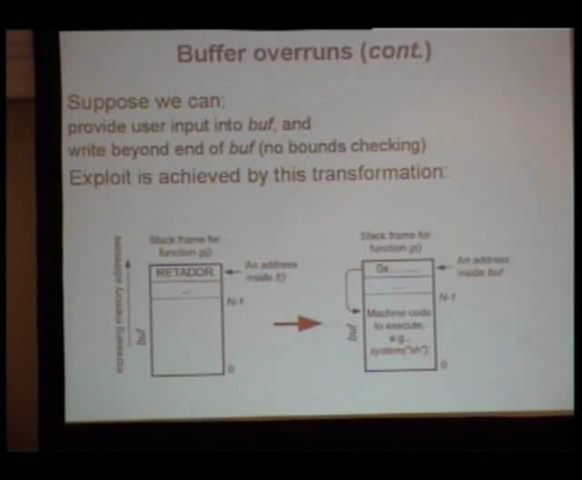 Buffer overruns (cont.)
Suppose we can:
provide user input into buf, and
write beyond end of buf (no bounds checking)
Exploit is achieved by this transformation:
increasing memory addresses
Stack frame for
function g()
RETADDR
...
An address
inside f()
N-1
buf
0
Stack frame for
function g()
0x........
...
An address
inside buf
N-1
buf
Machine code
to execute,
e.g.,
system("sh")
0